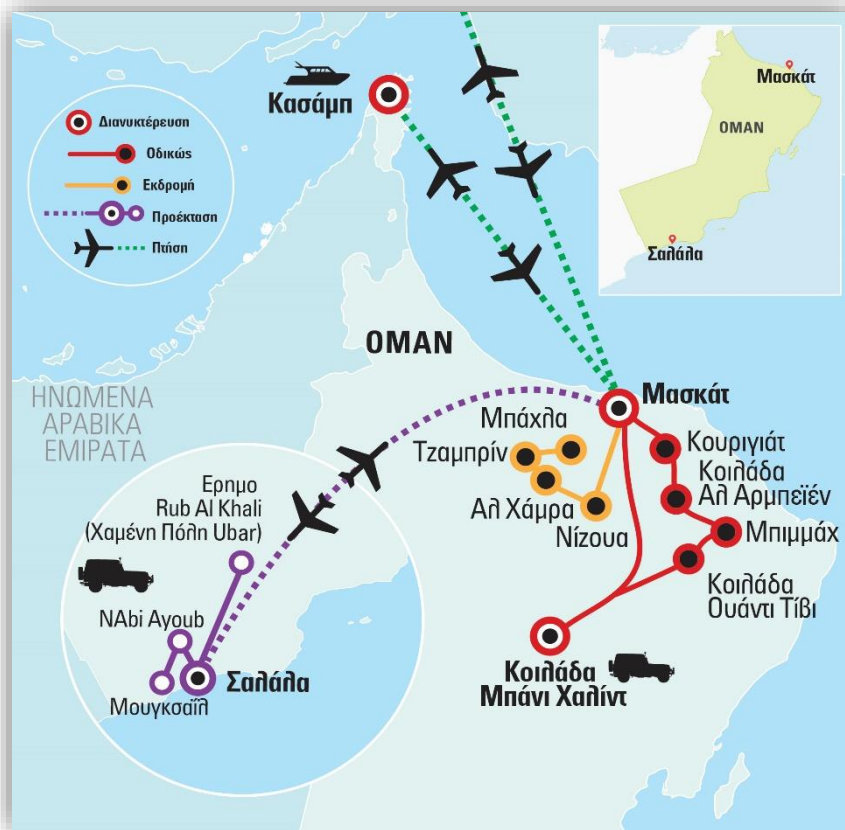 Κασάμπ
Διανυκτέρευση
Οδικώς
Εκδρομή
Προέκταση
Πτήση
Μασκάτ
ΟΜΑΝ
Σαλάλα
ΟΜΑΝ
ΗΝΩΜΕΝΑ
ΑΡΑΒΙΚΑ
ΕΜΙΡΑΤΑ
Μασκάτ
Μπάχλα
Τζαμπρίν
Αλ Χάμρα
Νίζουα
Κουριγιάτ
Κοιλάδα
Αλ Αρμπεϊέν
Μπιμμάχ
Κοιλάδα
Ουάντι Τίβι
Κοιλάδα
Μπάνι Χαλίντ
Ερημο
Rub Al Khali
(Χαμένη Πόλη Ubar)
NAbi Ayoub
Σαλάλα
Μουγκσαΐλ